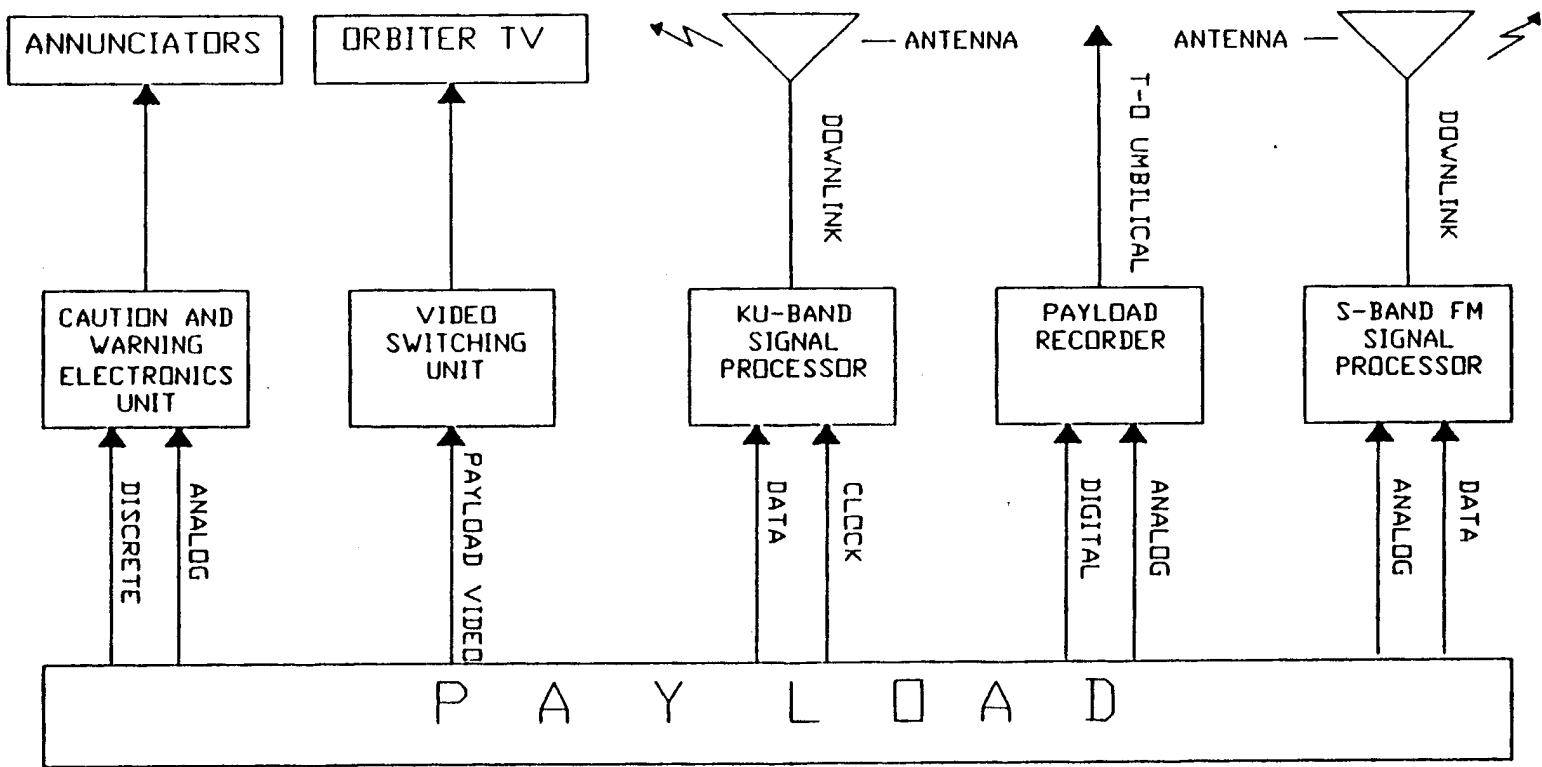 ANNUNCIATORS
ORBITER TV
ANTENNA
ANTENNA
DOWNLINK
T-0 UMBILICAL
DOWNLINK
CAUTION AND
WARNING
ELECTRONICS
UNIT
VIDEO
SWITCHING
UNIT
KU-BAND
SIGNAL
PROCESSOR
PAYLOAD
RECORDER
S-BAND FM
SIGNAL
PROCESSOR
DISCRETE
ANALOG
PAYLOAD VIDEO
DATA
CLOCK
DIGITAL
ANALOG
ANALOG
DATA
PAYLOAD